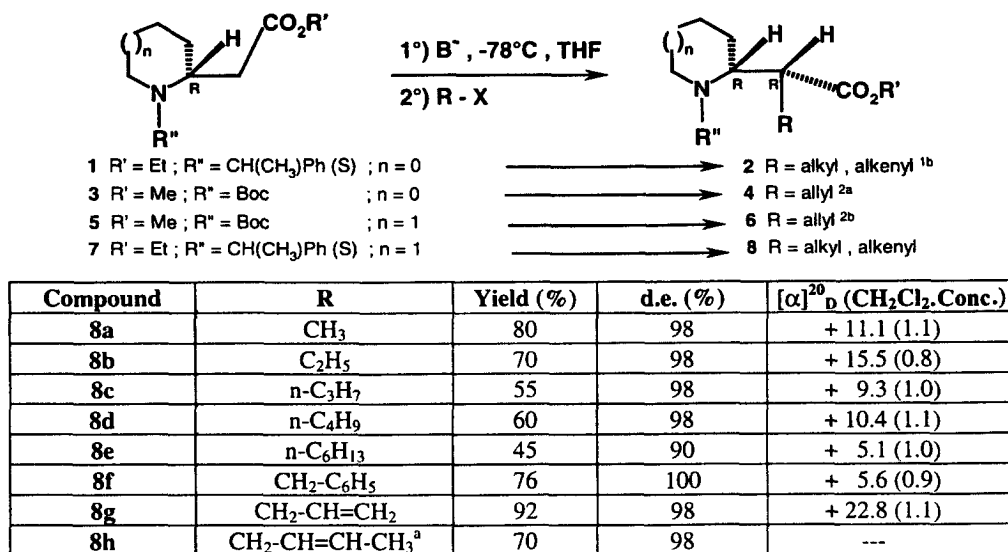 H CO₂R'
( )n
N R
R"
1°) B⁻ , -78°C , THF
2°) R - X
H H
( )n
N R R' CO₂R'
R" R
1 R' = Et ; R" = CH(CH₃)Ph (S) ; n = 0 2 R = alkyl , alkenyl ¹ᵇ
3 R' = Me ; R" = Boc ; n = 0 4 R = allyl ²ᵃ
5 R' = Me ; R" = Boc ; n = 1 6 R = allyl ²ᵇ
7 R' = Et ; R" = CH(CH₃)Ph (S) ; n = 1 8 R = alkyl , alkenyl
Compound R Yield (%) d.e. (%) [α]²⁰D (CH₂Cl₂.Conc.)
8a CH₃ 80 98 + 11.1 (1.1)
8b C₂H₅ 70 98 + 15.5 (0.8)
8c n-C₃H₇ 55 98 + 9.3 (1.0)
8d n-C₄H₉ 60 98 + 10.4 (1.1)
8e n-C₆H₁₃ 45 90 + 5.1 (1.0)
8f CH₂-C₆H₅ 76 100 + 5.6 (0.9)
8g CH₂-CH=CH₂ 92 98 + 22.8 (1.1)
8h CH₂-CH=CH-CH₃ᵃ 70 98 ---